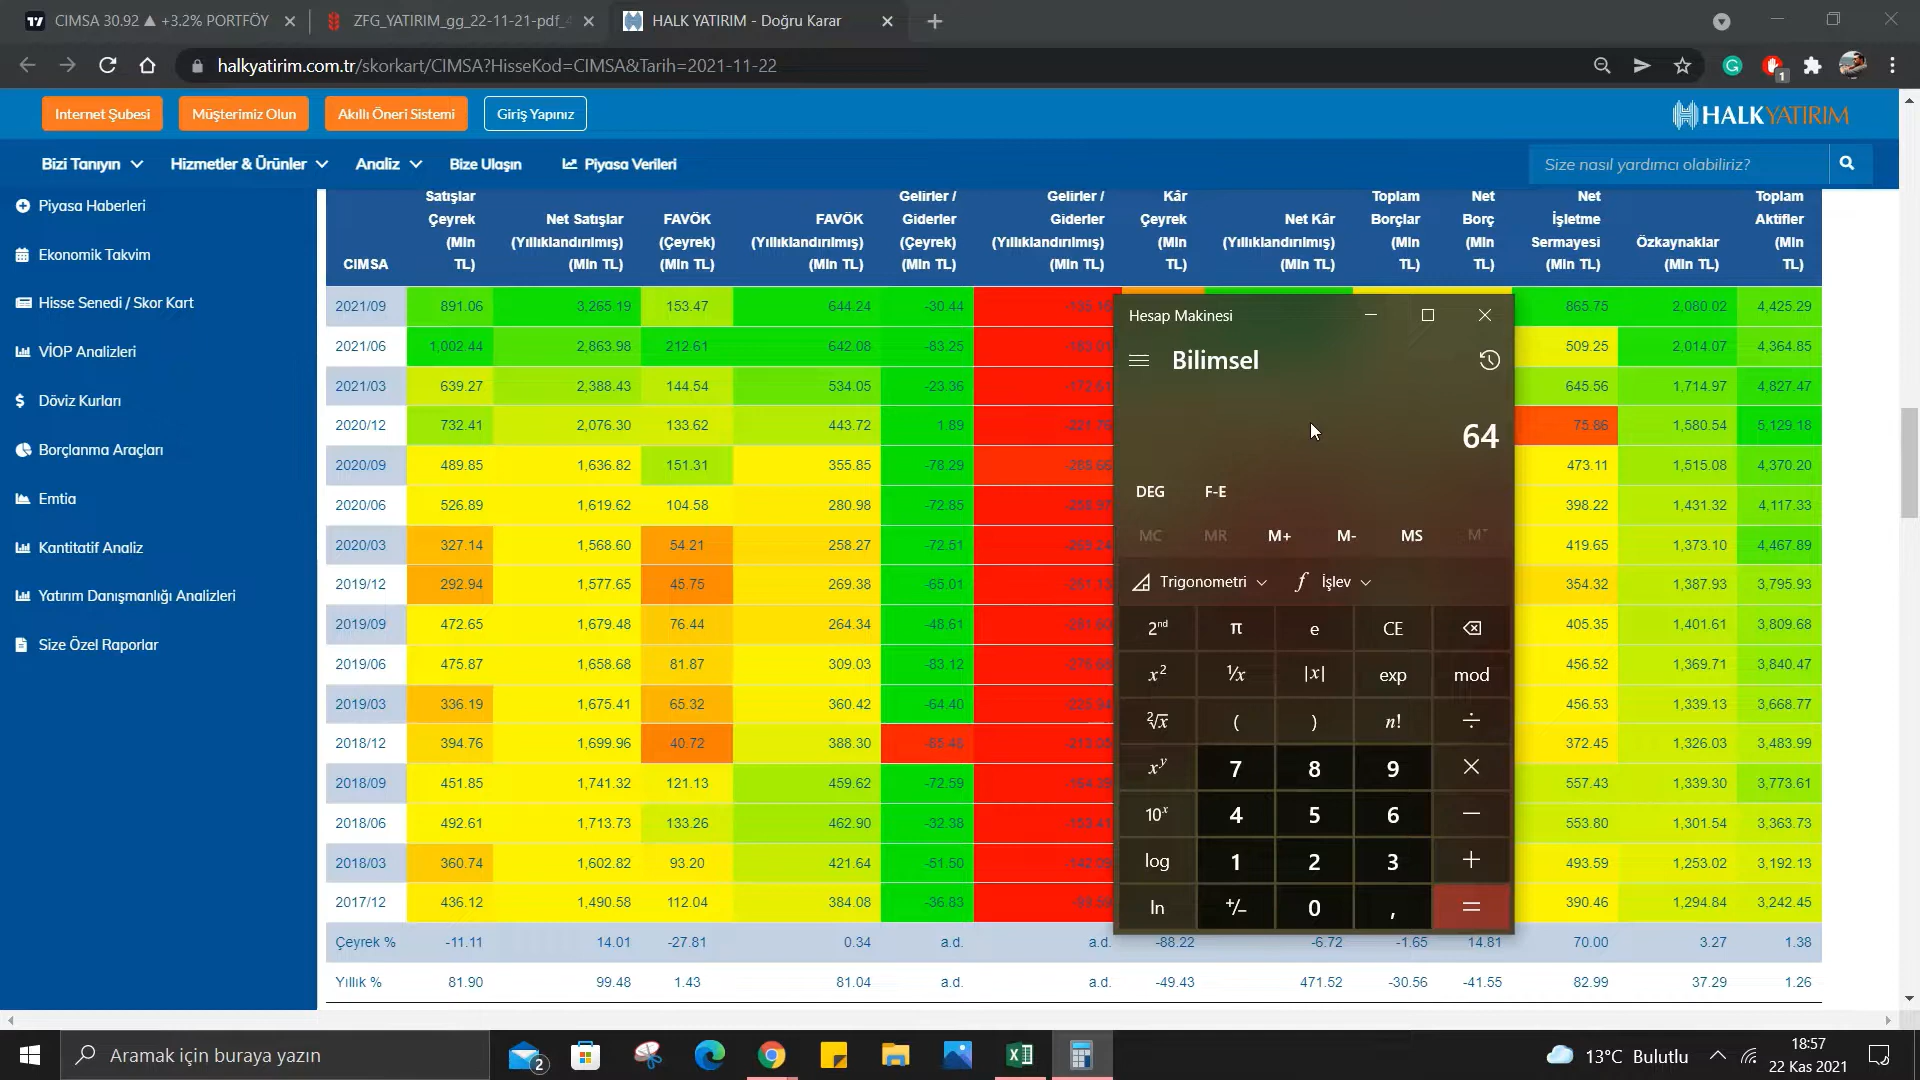 CIMSA 30.92 ▲ +3.2% PORTFÖY
ZFG_YATIRIM_gg_22-11-21-pdf_
HALK YATIRIM - Doğru Karar
halkyatirim.com.tr/skorkart/CIMSA?HisseKod=CIMSA&Tarih=2021-11-22
1
Internet Şubesi
Müşterimiz Olun
Akıllı Öneri Sistemi
Giriş Yapınız
HALKYATIRIM
Bizi Tanıyın
Hizmetler & Ürünler
Analiz
Bize Ulaşın
Piyasa Verileri
Size nasıl yardımcı olabiliriz?
Piyasa Haberleri
Ekonomik Takvim
Hisse Senedi / Skor Kart
VİOP Analizleri
Döviz Kurları
Borçlanma Araçları
Emtia
Kantitatif Analiz
Yatırım Danışmanlığı Analizleri
Size Özel Raporlar
Satışlar Gelirler / Gelirler / Kâr Toplam Net Net Toplam
Çeyrek Net Satışlar FAVÖK FAVÖK Giderler Giderler Çeyrek Net Kâr Borçlar Borç İşletme Aktifler
(Mln (Yıllıklandırılmış) (Çeyrek) (Yıllıklandırılmış) (Çeyrek) (Yıllıklandırılmış) (Mln (Yıllıklandırılmış) (Mln (Mln Sermayesi Özkaynaklar (Mln
CIMSA TL) (Mln TL) (Mln TL) (Mln TL) (Mln TL) (Mln TL) TL) (Mln TL) TL) TL) (Mln TL) (Mln TL) TL)
2021/09 891.06 3,265.19 153.47 644.24 -30.44 865.75 2,080.02 4,425.29
2021/06 1,002.44 2,863.98 212.61 642.08 -83.25 509.25 2,014.07 4,364.85
2021/03 639.27 2,388.43 144.54 534.05 -23.36 645.56 1,714.97 4,827.47
2020/12 732.41 2,076.30 133.62 443.72 1.89 75.86 1,580.54 5,129.18
2020/09 489.85 1,636.82 151.31 355.85 -78.29 473.11 1,515.08 4,370.20
2020/06 526.89 1,619.62 104.58 280.98 -72.85 398.22 1,431.32 4,117.33
2020/03 327.14 1,568.60 54.21 258.27 -72.51 419.65 1,373.10 4,467.89
2019/12 292.94 1,577.65 45.75 269.38 -65.01 354.32 1,387.93 3,795.93
2019/09 472.65 1,679.48 76.44 264.34 -48.61 405.35 1,401.61 3,809.68
2019/06 475.87 1,658.68 81.87 309.03 -83.12 456.52 1,369.71 3,840.47
2019/03 336.19 1,675.41 65.32 360.42 -64.40 456.53 1,339.13 3,668.77
2018/12 394.76 1,699.96 40.72 388.30 372.45 1,326.03 3,483.99
2018/09 451.85 1,741.32 121.13 459.62 -72.59 557.43 1,339.30 3,773.61
2018/06 492.61 1,713.73 133.26 462.90 -32.38 553.80 1,301.54 3,363.73
2018/03 360.74 1,602.82 93.20 421.64 -51.50 493.59 1,253.02 3,192.13
2017/12 436.12 1,490.58 112.04 384.08 -36.83 390.46 1,294.84 3,242.45
Çeyrek % -11.11 14.01 -27.81 0.34 a.d. a.d. -88.22 -6.72 -1.65 14.81 70.00 3.27 1.38
Yıllık % 81.90 99.48 1.43 81.04 a.d. a.d. -49.43 471.52 -30.56 -41.55 82.99 37.29 1.26
Hesap Makinesi
Bilimsel
64
DEG F-E
MC MR M+ M- MS M˅
Trigonometri f İşlev
2nd π e CE
x2 1/x |x| exp mod
2√x ( ) n! ÷
xy 7 8 9 ×
10x 4 5 6 −
log 1 2 3 +
ln +/− 0 , =
Aramak için buraya yazın
2
13°C Bulutlu
18:57
22 Kas 2021